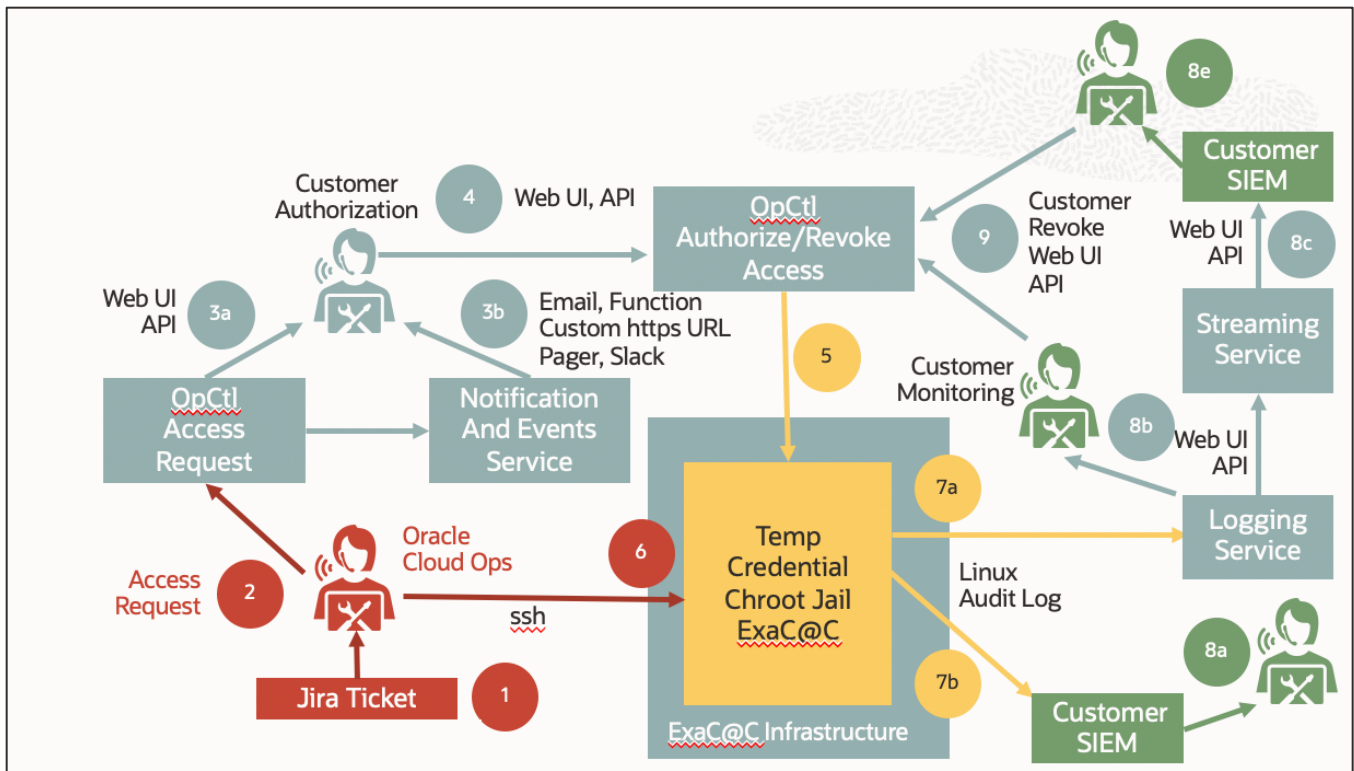 8e
Customer
SIEM
Customer
Authorization
4
Web UI, API
OpCtl
Authorize/Revoke
Access
9
Customer
Revoke
Web UI
API
Web UI
API
8c
Web UI
API
3a
3b
Email, Function
Custom https URL
Pager, Slack
5
Streaming
Service
Customer
Monitoring
OpCtl
Access
Request
Notification
And Events
Service
8b
Web UI
API
7a
Logging
Service
Oracle
Cloud Ops
6
Temp
Credential
Chroot Jail
ExaC@C
Linux
Audit Log
Access
Request
2
ssh
8a
7b
Jira Ticket
1
ExaC@C Infrastructure
Customer
SIEM